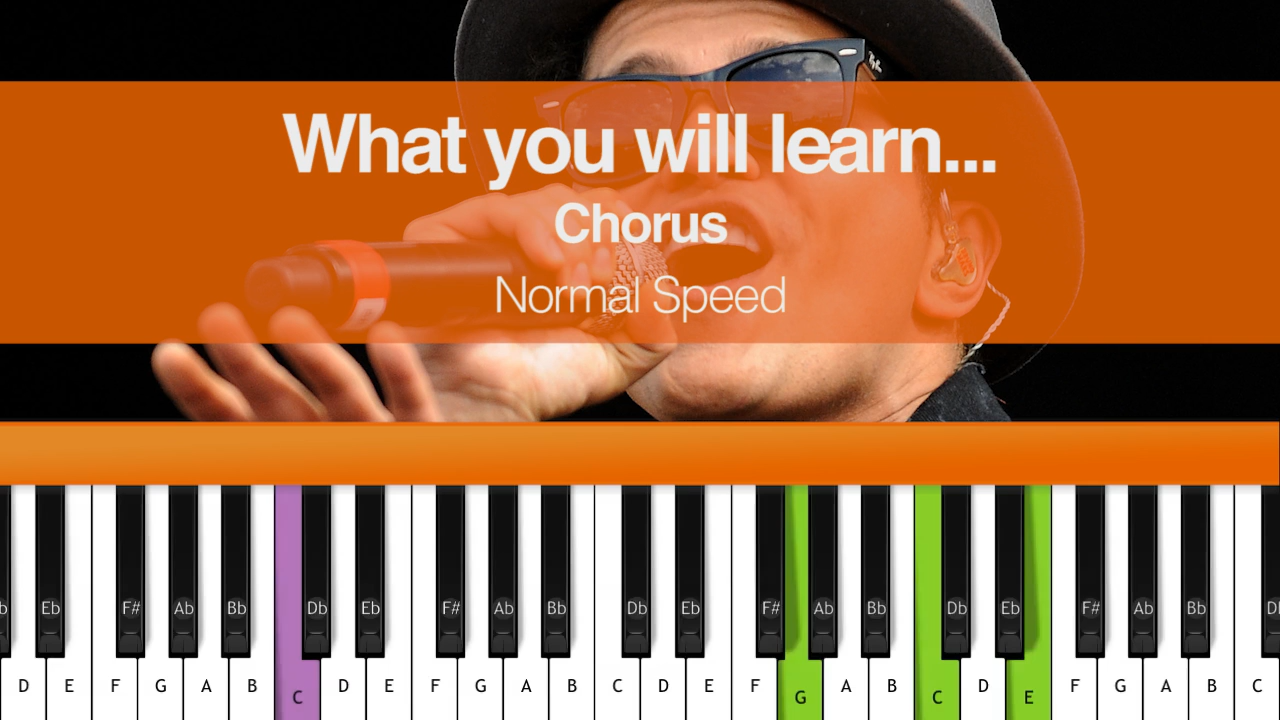 What you will learn...
Chorus
Normal Speed
Eb F# Ab Bb Db Eb F# Ab Bb Db Eb F# Ab Bb Db Eb F# Ab Bb
D E F G A B C D E F G A B C D E F G A B C D E F G A B C